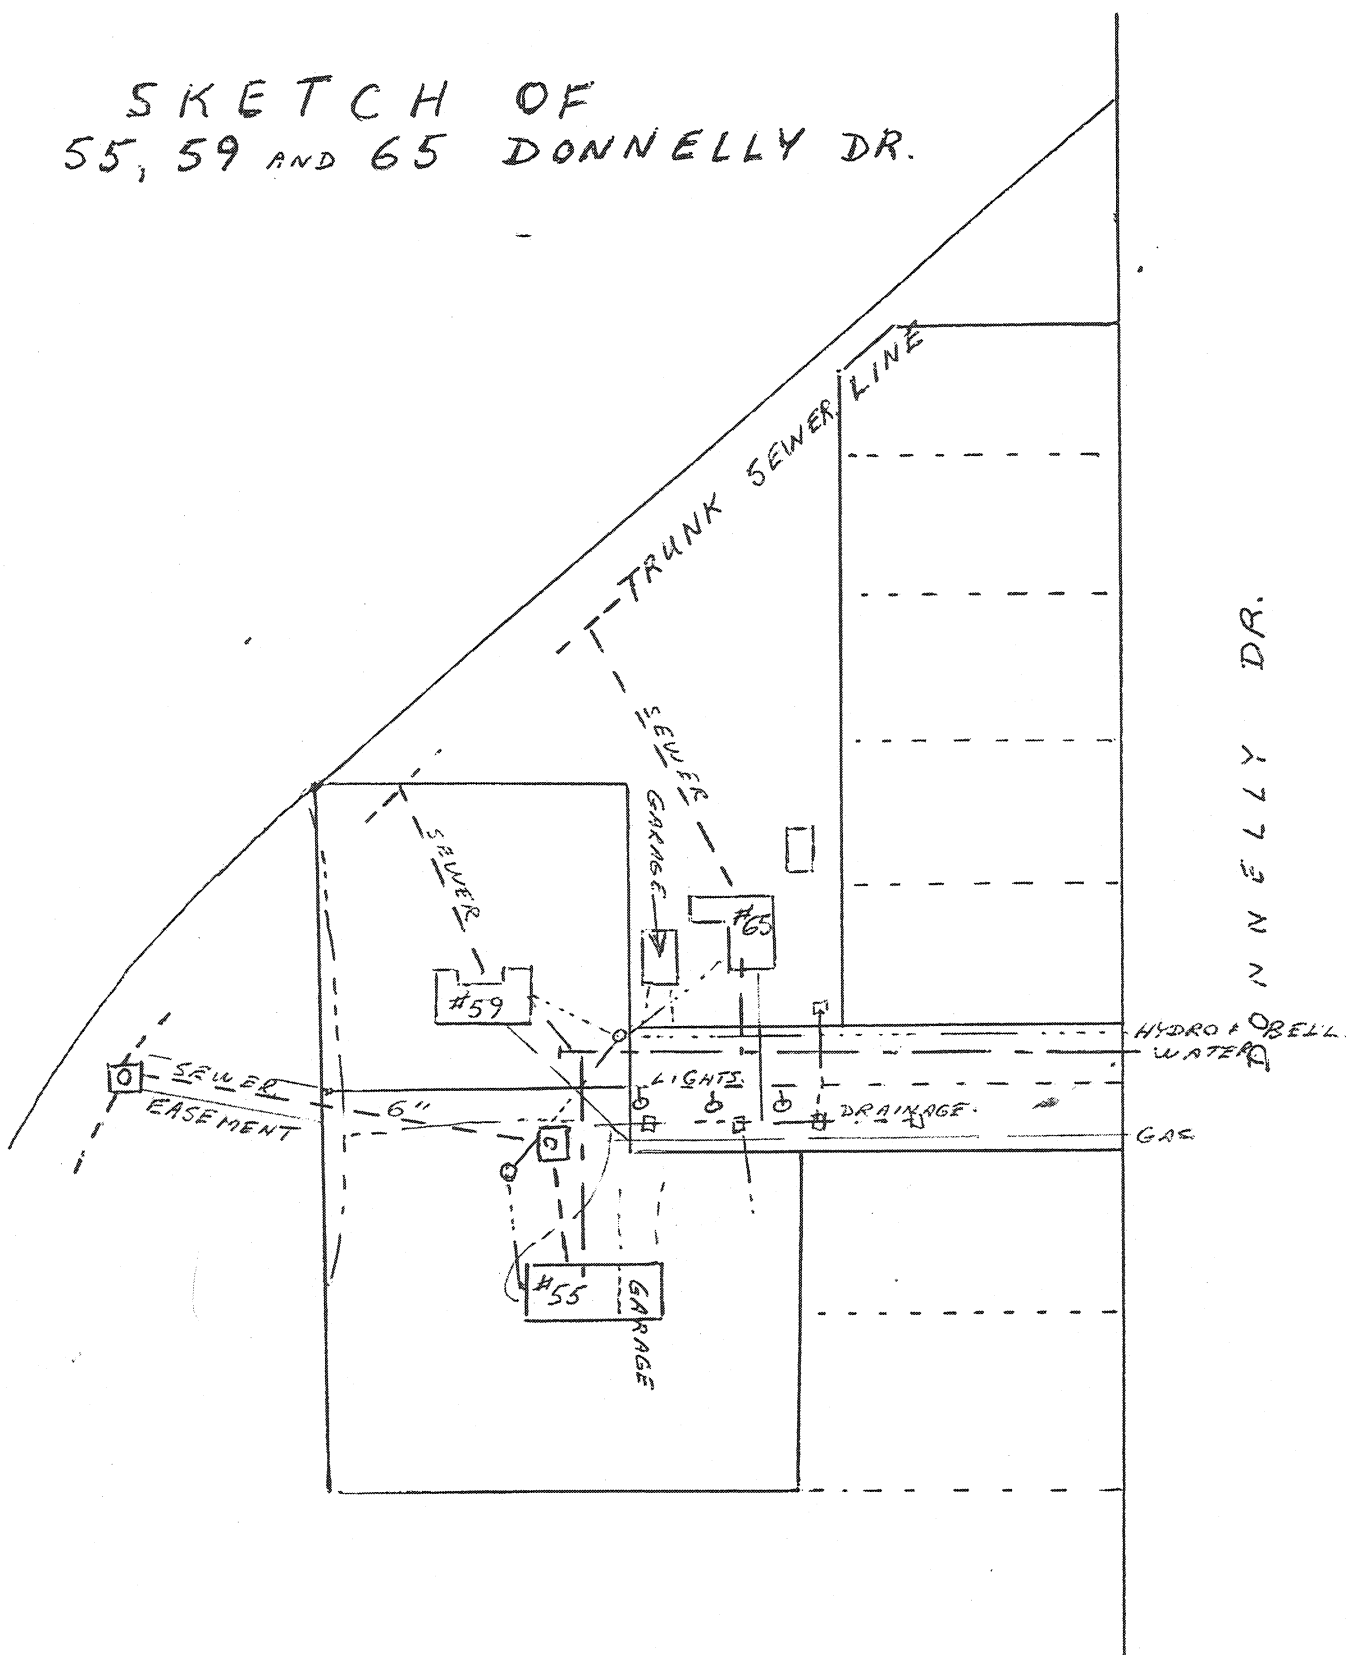 SKETCH OF
55, 59 AND 65 DONNELLY DR.
TRUNK SEWER LINE
SEWER
GARAGE
SEWER
#65
#59
DONNELLY DR.
HYDRO & BELL.
WATER
LIGHTS.
SEWER
EASEMENT
6"
DRAINAGE.
GAS
C
#55
GARAGE